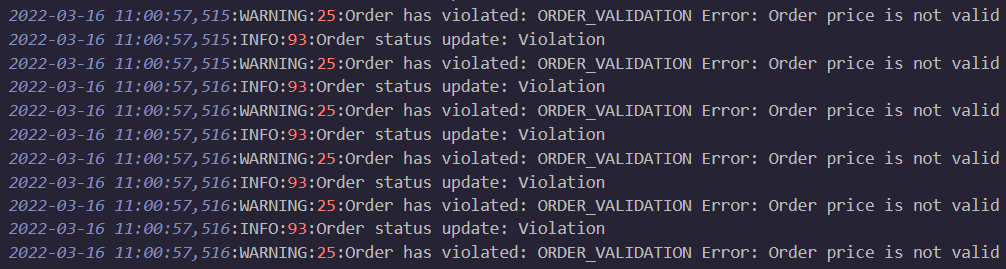 2022-03-16 11:00:57,515:WARNING:25:Order has violated: ORDER_VALIDATION Error: Order price is not valid
2022-03-16 11:00:57,515:INFO:93:Order status update: Violation
2022-03-16 11:00:57,515:WARNING:25:Order has violated: ORDER_VALIDATION Error: Order price is not valid
2022-03-16 11:00:57,516:INFO:93:Order status update: Violation
2022-03-16 11:00:57,516:WARNING:25:Order has violated: ORDER_VALIDATION Error: Order price is not valid
2022-03-16 11:00:57,516:INFO:93:Order status update: Violation
2022-03-16 11:00:57,516:WARNING:25:Order has violated: ORDER_VALIDATION Error: Order price is not valid
2022-03-16 11:00:57,516:INFO:93:Order status update: Violation
2022-03-16 11:00:57,516:WARNING:25:Order has violated: ORDER_VALIDATION Error: Order price is not valid
2022-03-16 11:00:57,516:INFO:93:Order status update: Violation
2022-03-16 11:00:57,516:WARNING:25:Order has violated: ORDER_VALIDATION Error: Order price is not valid